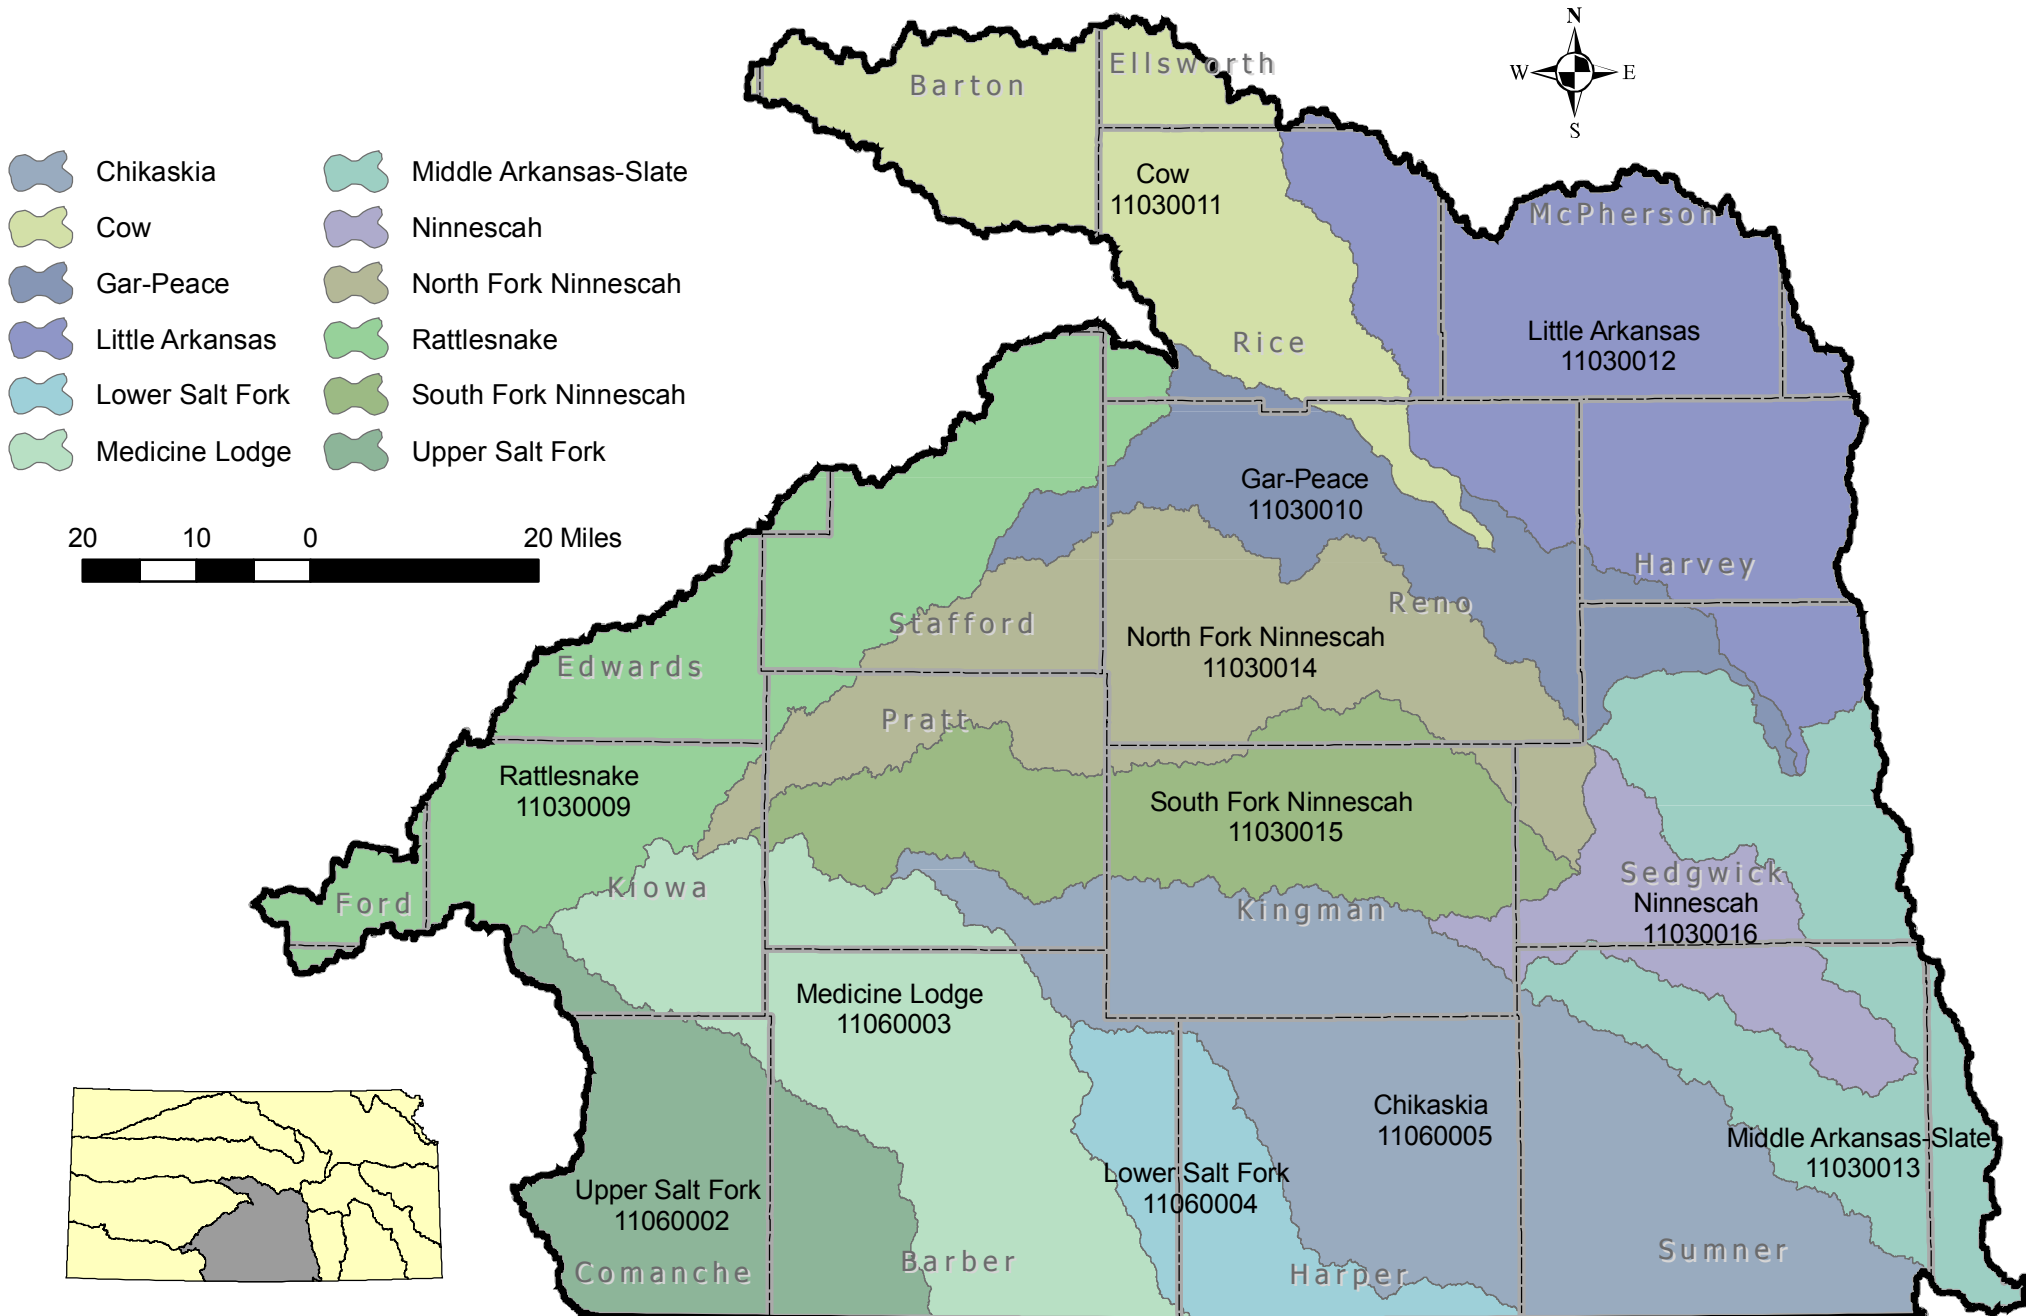 N
W E
S
Chikaskia
Cow
Gar-Peace
Little Arkansas
Lower Salt Fork
Medicine Lodge
Middle Arkansas-Slate
Ninnescah
North Fork Ninnescah
Rattlesnake
South Fork Ninnescah
Upper Salt Fork
20 10 0 20 Miles
Barton
Ellsworth
Cow
11030011
McPherson
Rice
Little Arkansas
11030012
Gar-Peace
11030010
Harvey
Reno
Stafford
North Fork Ninnescah
11030014
Edwards
Pratt
Rattlesnake
11030009
South Fork Ninnescah
11030015
Kiowa
Ford
Kingman
Sedgwick
Ninnescah
11030016
Medicine Lodge
11060003
Chikaskia
11060005
Middle Arkansas-Slate
11030013
Lower Salt Fork
11060004
Upper Salt Fork
11060002
Comanche
Barber
Harper
Sumner